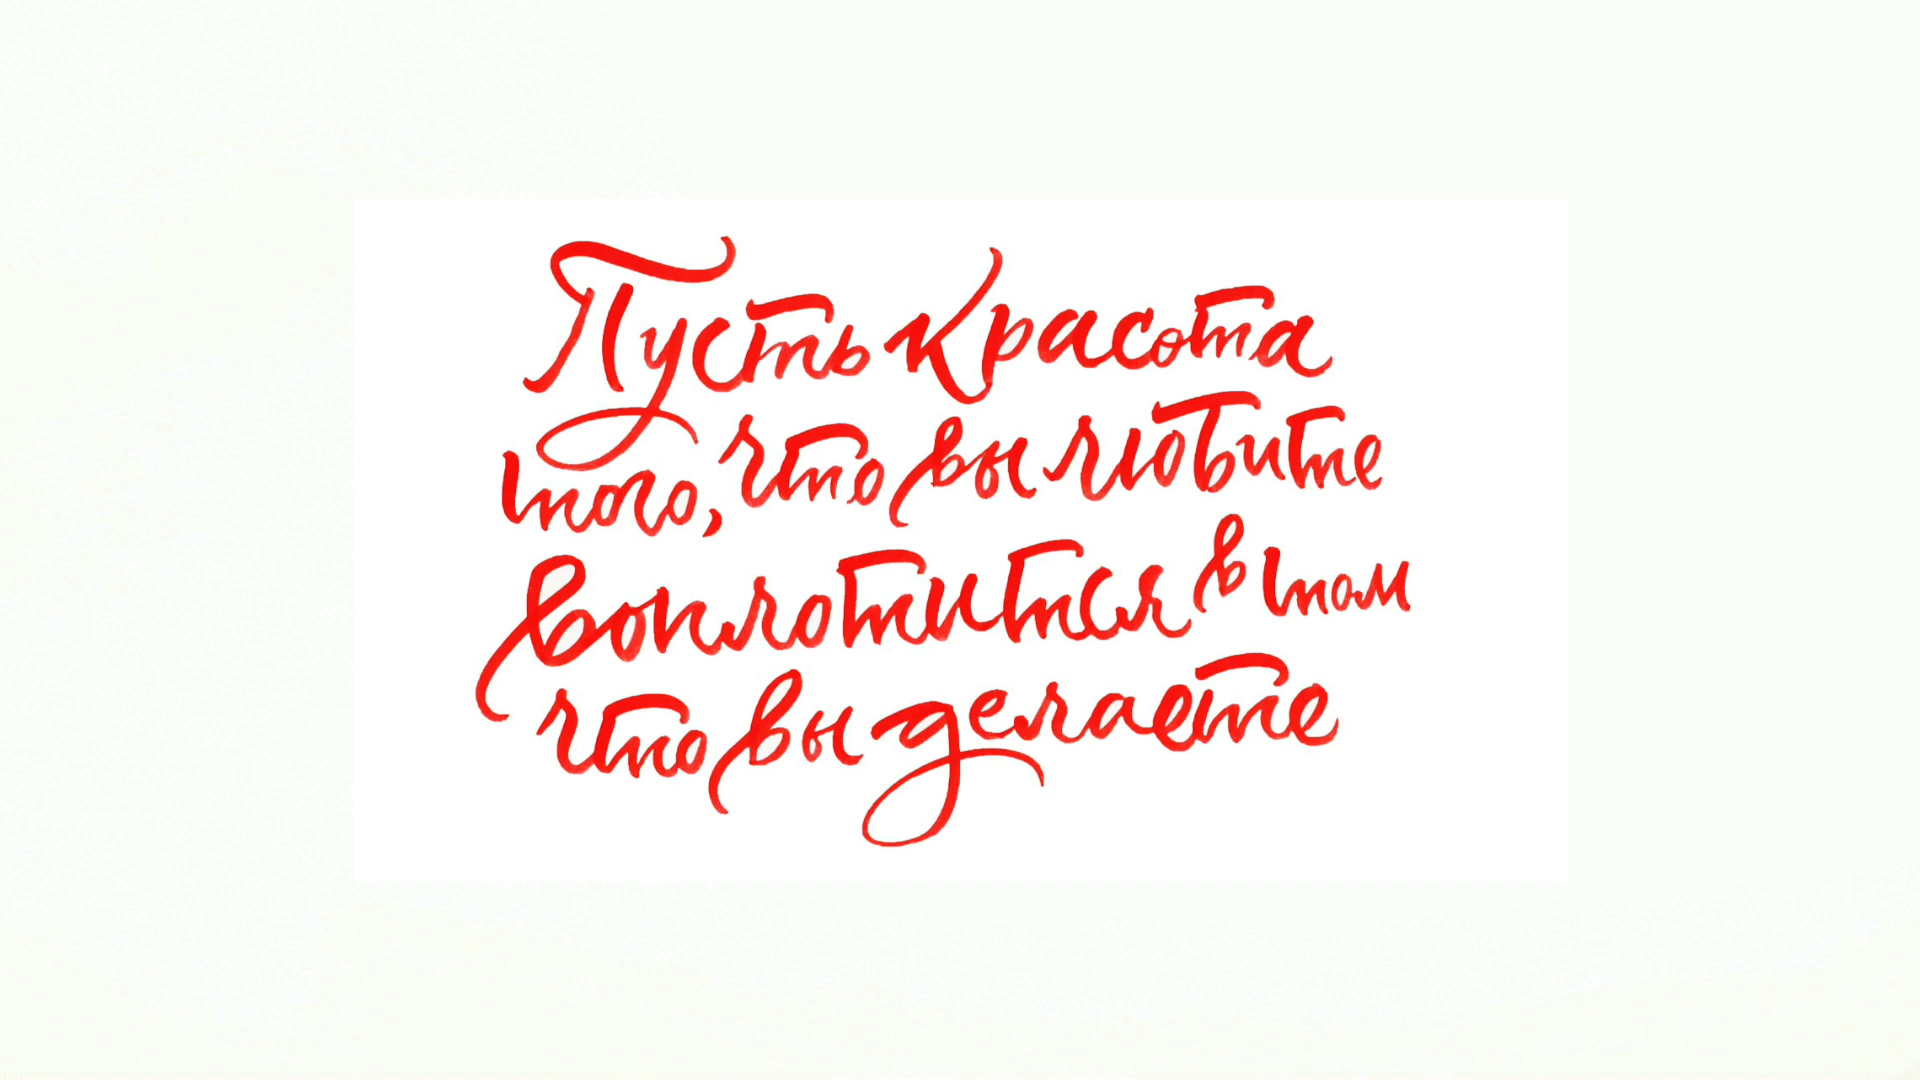 Пусть красота
того, что вы любите
воплотится в том
что вы делаете